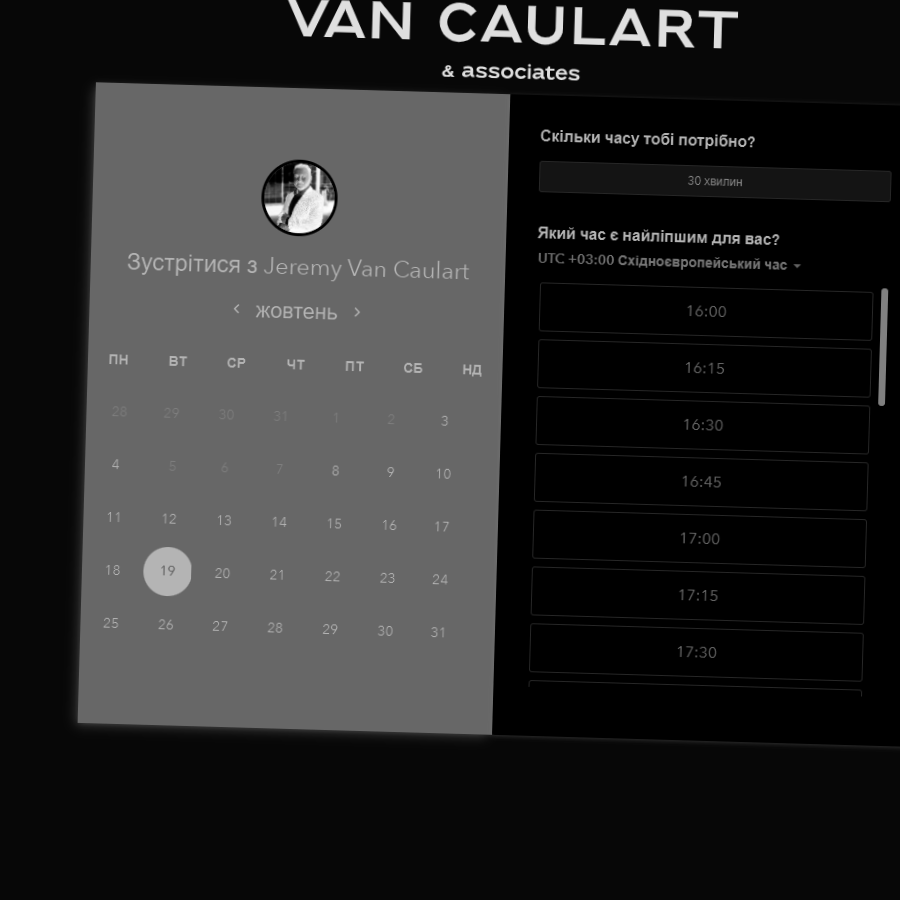 VAN CAULART
& associates
Зустрітися з Jeremy Van Caulart
‹ жовтень ›
ПН ВТ СР ЧТ ПТ СБ НД
28 29 30 31 1 2 3
4 5 6 7 8 9 10
11 12 13 14 15 16 17
18 19 20 21 22 23 24
25 26 27 28 29 30 31
Скільки часу тобі потрібно?
30 хвилин
Який час є найліпшим для вас?
UTC +03:00 Східноєвропейський час
16:00
16:15
16:30
16:45
17:00
17:15
17:30